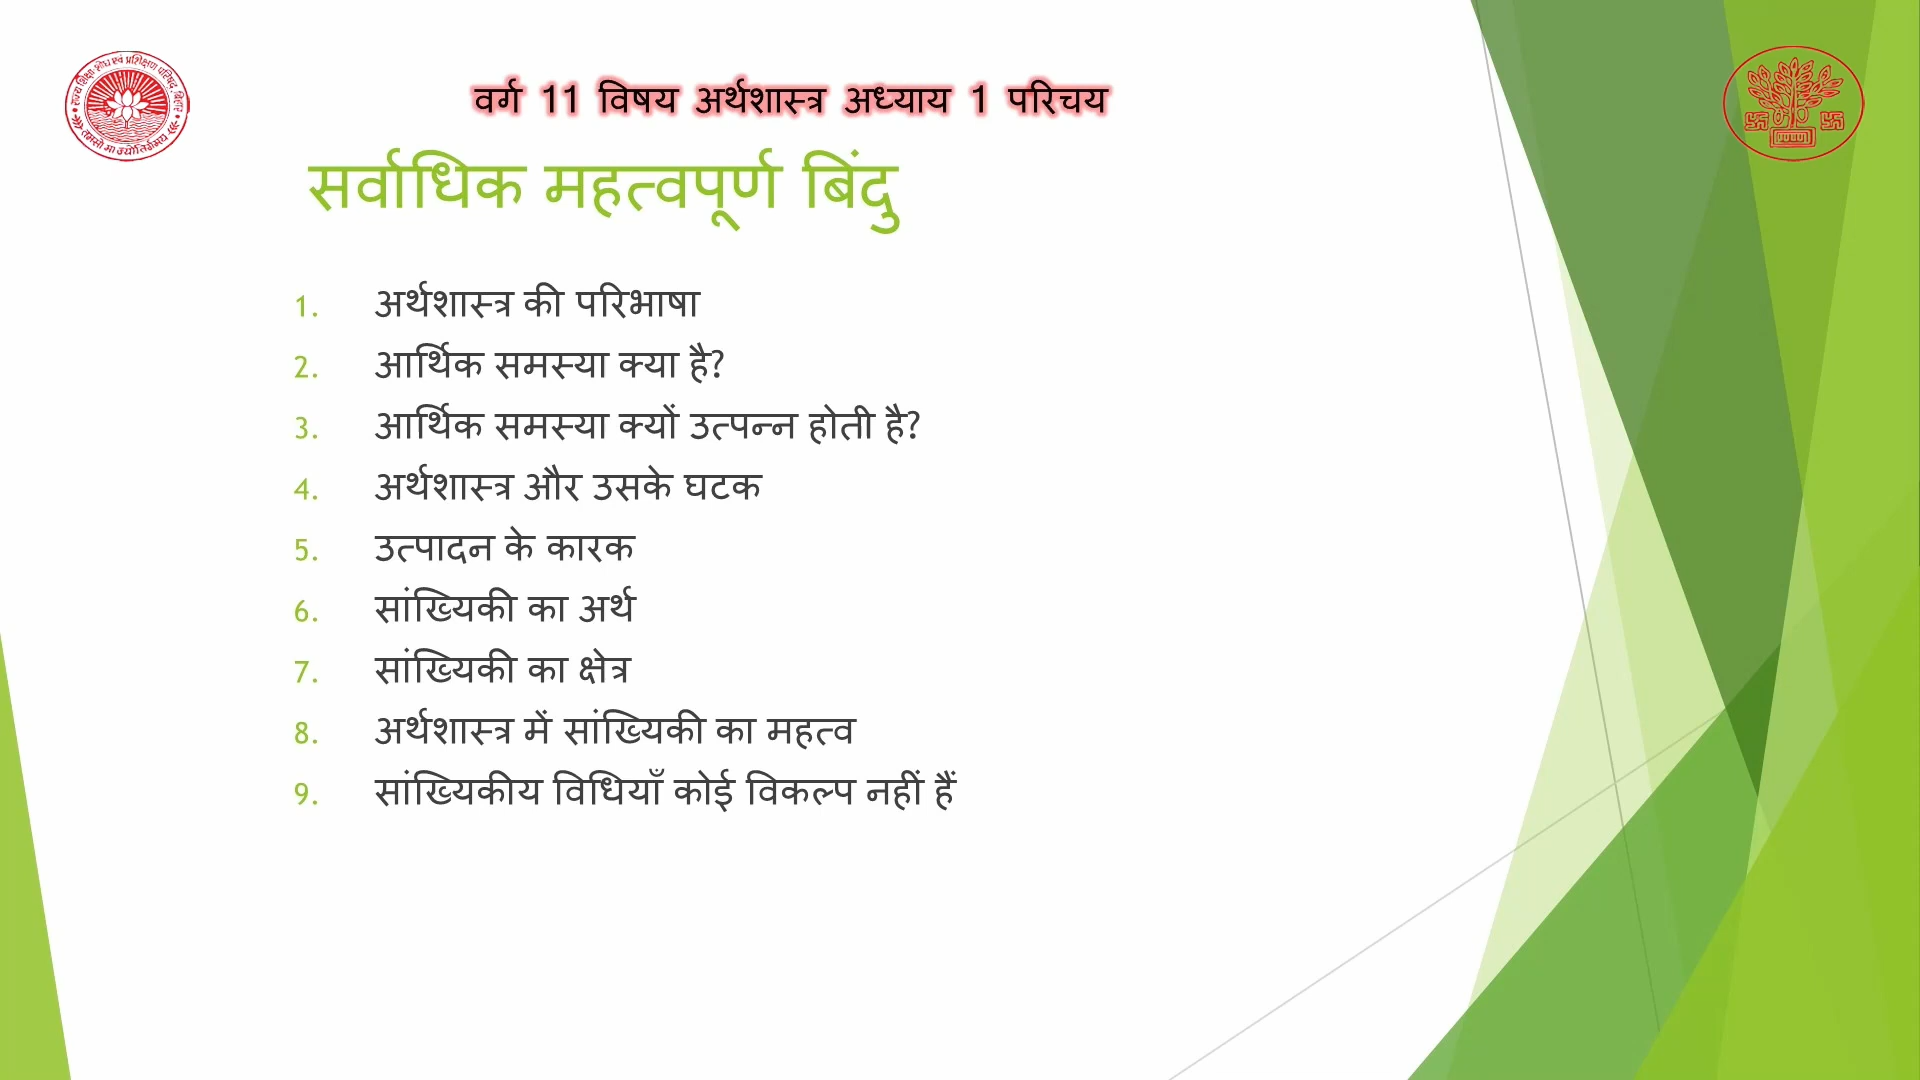 वर्ग 11 विषय अर्थशास्त्र अध्याय 1 परिचय
सर्वाधिक महत्वपूर्ण बिंदु
1. अर्थशास्त्र की परिभाषा
2. आर्थिक समस्या क्या है?
3. आर्थिक समस्या क्यों उत्पन्न होती है?
4. अर्थशास्त्र और उसके घटक
5. उत्पादन के कारक
6. सांख्यिकी का अर्थ
7. सांख्यिकी का क्षेत्र
8. अर्थशास्त्र में सांख्यिकी का महत्व
9. सांख्यिकीय विधियाँ कोई विकल्प नहीं हैं